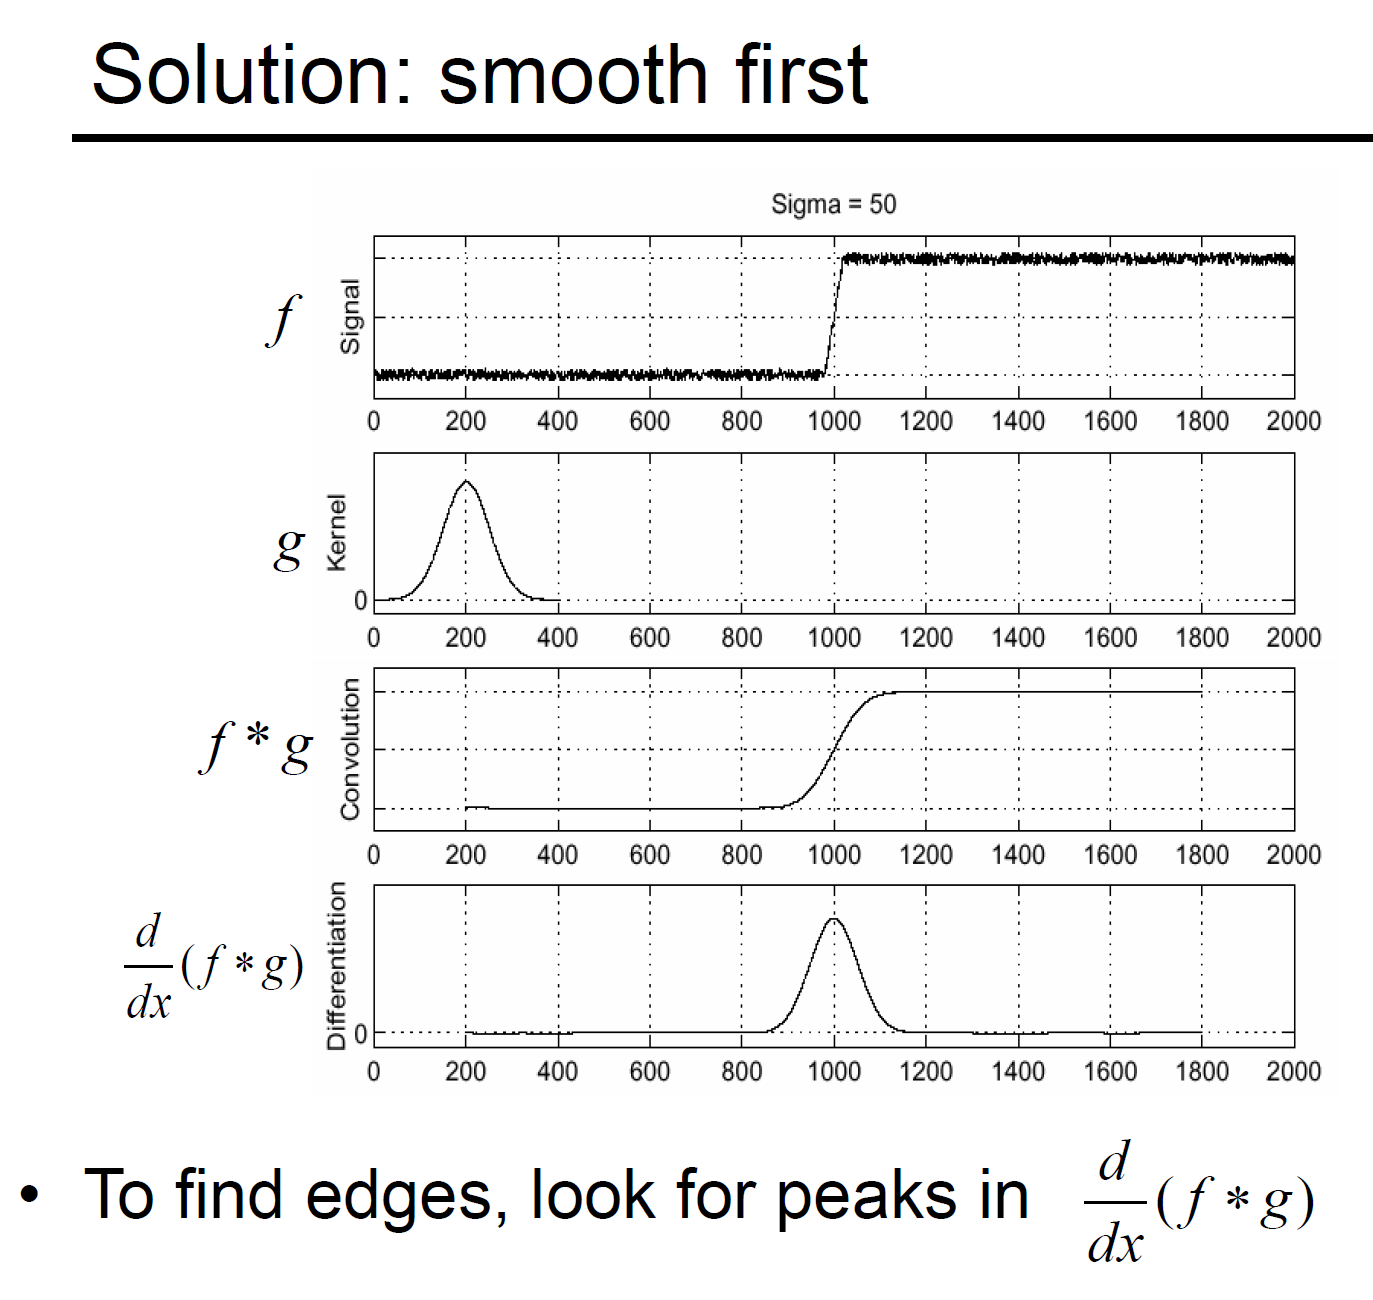 Solution: smooth first
Sigma = 50
f
Signal
0 200 400 600 800 1000 1200 1400 1600 1800 2000
g
Kernel
0
0 200 400 600 800 1000 1200 1400 1600 1800 2000
f * g
Convolution
0 200 400 600 800 1000 1200 1400 1600 1800 2000
d/dx (f * g)
Differentiation
0
0 200 400 600 800 1000 1200 1400 1600 1800 2000
• To find edges, look for peaks in d/dx (f * g)